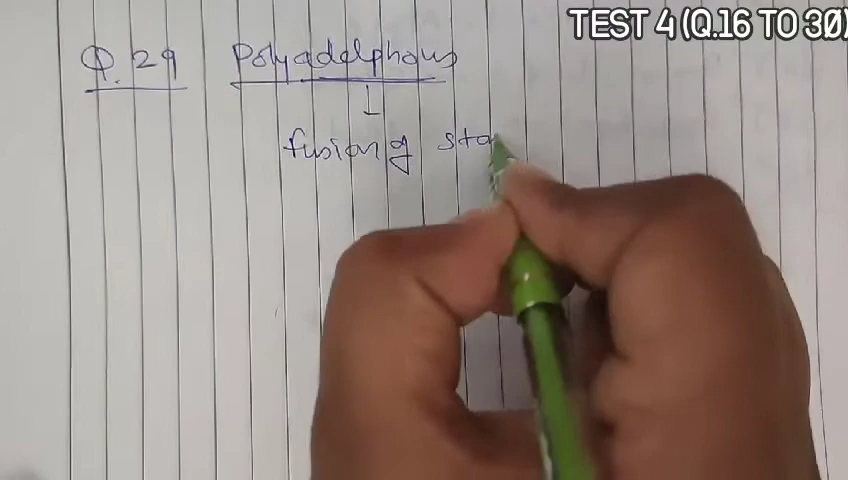 TEST 4 (Q.16 TO 30)
Q.29 Polyadelphous
fusion of sta